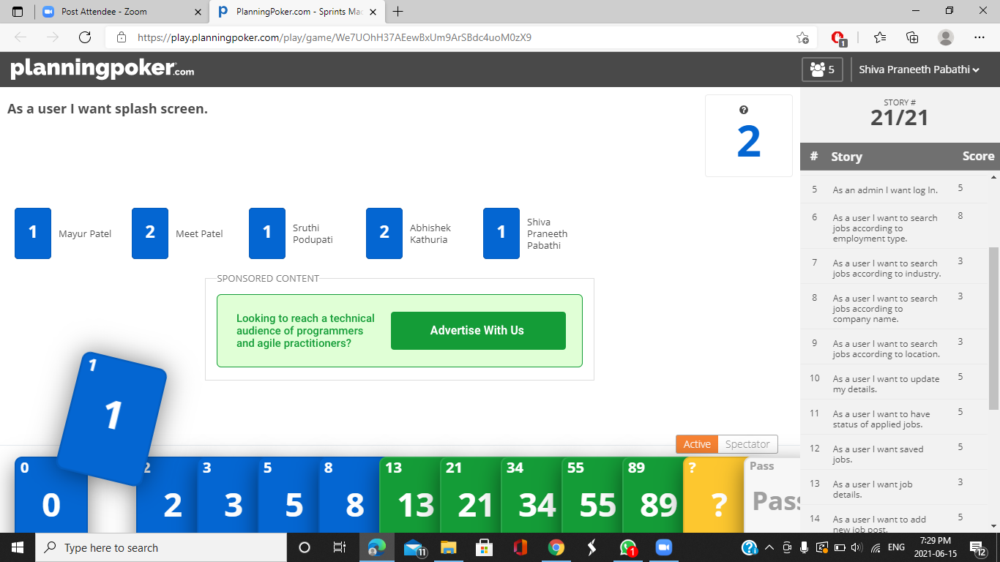 Post Attendee - Zoom
PlanningPoker.com - Sprints Mac
https://play.planningpoker.com/play/game/We7UOhH37AEewBxUm9ArSBdc4uoM0zX9
1
planningpoker.com
5
Shiva Praneeth Pabathi
As a user I want splash screen.
2
STORY #
21/21
# Story Score
5 As an admin I want log In. 5
6 As a user I want to search 8
jobs according to
employment type.
7 As a user I want to search 3
jobs according to industry.
8 As a user I want to search 3
jobs according to
company name.
9 As a user I want to search 3
jobs according to location.
10 As a user I want to update 5
my details.
11 As a user I want to have 5
status of applied jobs.
12 As a user I want saved 5
jobs.
13 As a user I want job 3
details.
14 As a user I want to add 5
new job post.
1 Mayur Patel
2 Meet Patel
1 Sruthi
Podupati
2 Abhishek
Kathuria
1 Shiva
Praneeth
Pabathi
SPONSORED CONTENT
Looking to reach a technical
audience of programmers
and agile practitioners?
Advertise With Us
1
1
Active Spectator
0 2 3 5 8 13 21 34 55 89 ? Pass
0 2 3 5 8 13 21 34 55 89 ? Pass
Type here to search
11
1
ENG
7:29 PM
2021-06-15
12